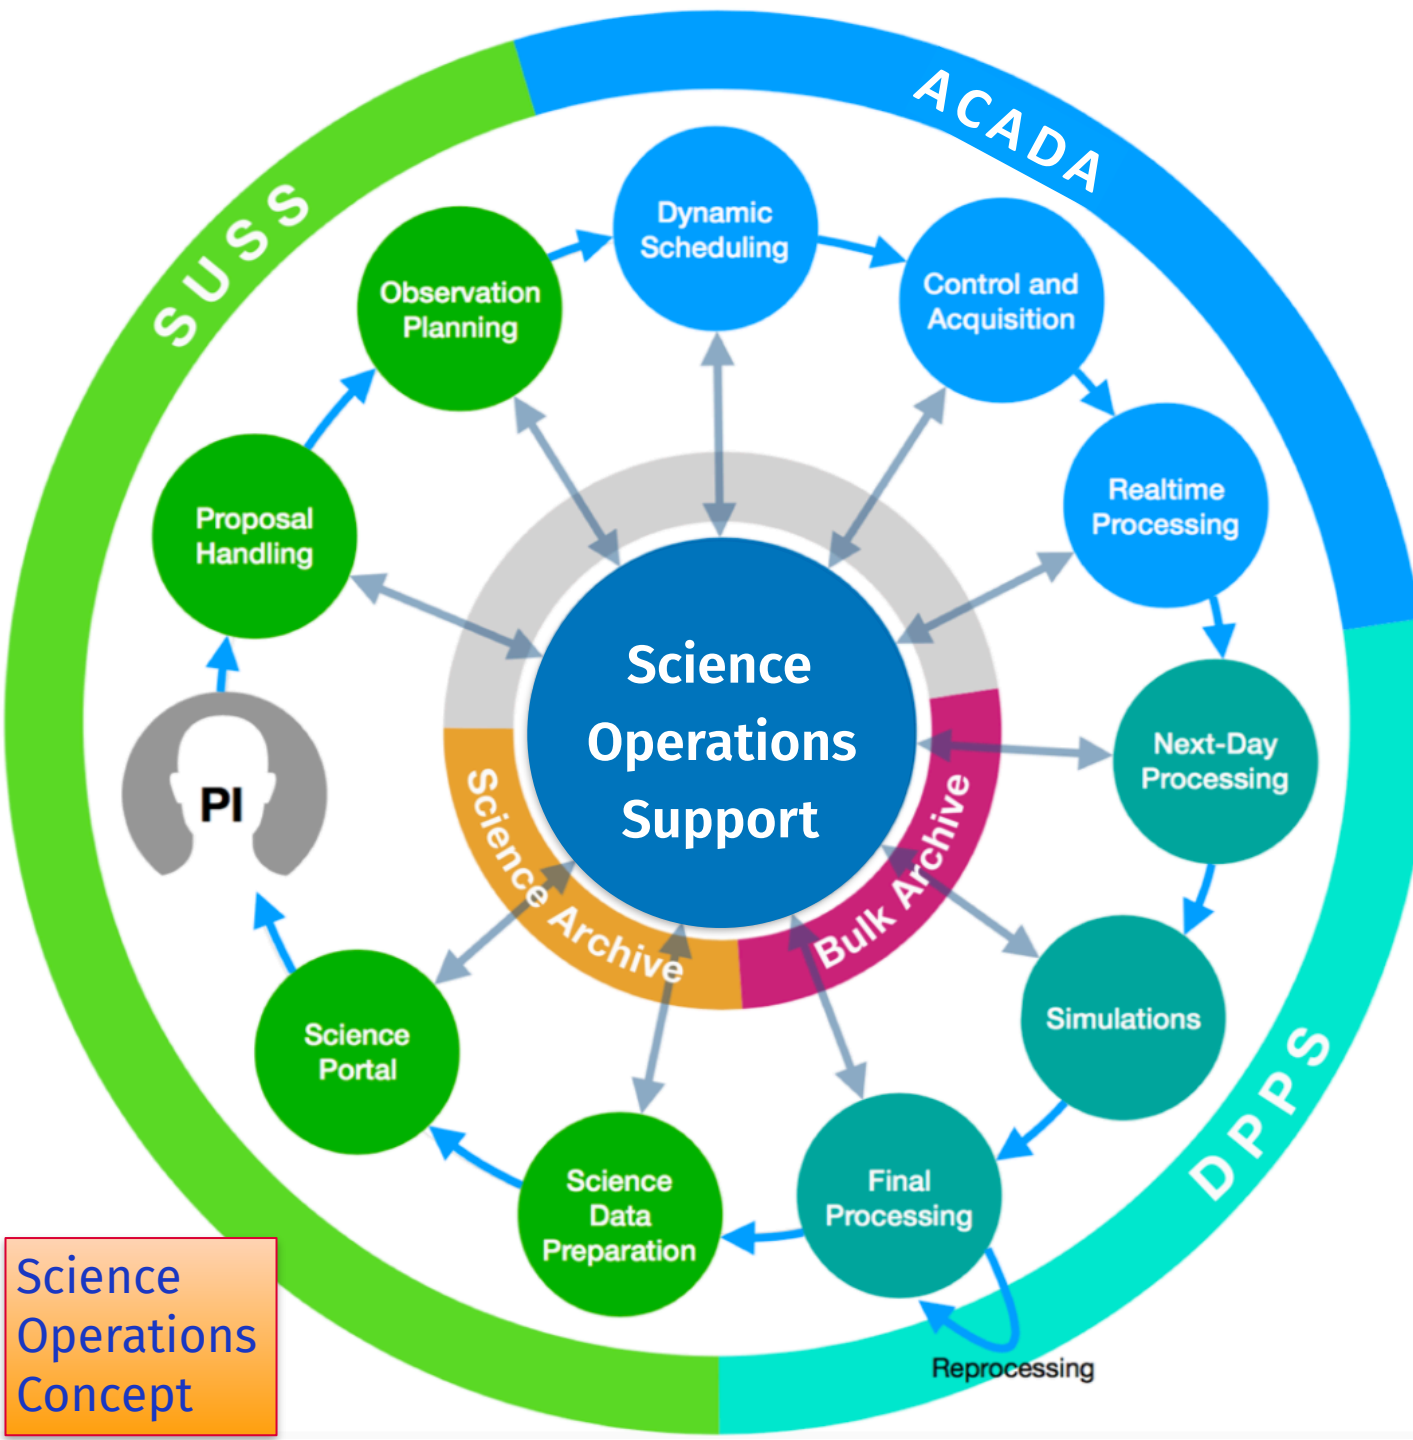 ACADA
SUSS
Dynamic
Scheduling
Control and
Acquisition
Observation
Planning
Realtime
Processing
Proposal
Handling
Science
Operations
Support
Next-Day
Processing
PI
Science Archive
Bulk Archive
Simulations
Science
Portal
DPPS
Final
Processing
Science
Data
Preparation
Reprocessing
Science
Operations
Concept